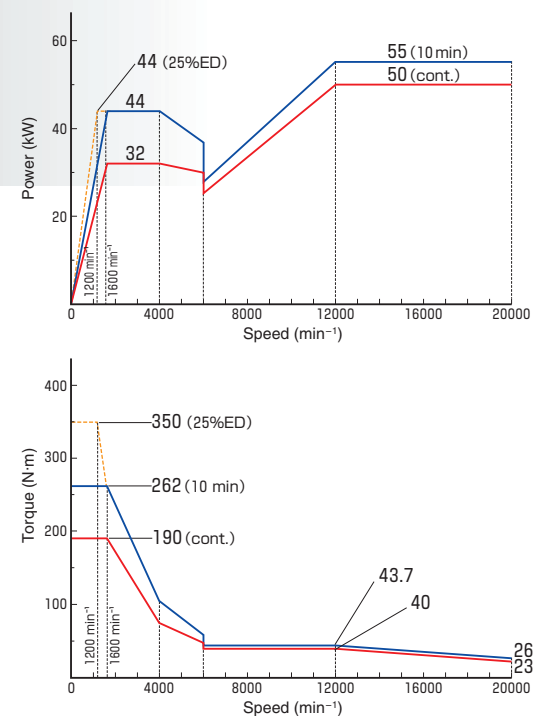 60
40
20
Power (kW)
44 (25%ED)
44
32
55 (10 min)
50 (cont.)
1200 min⁻¹
1600 min⁻¹
0
4000
6000
8000
12000
16000
20000
Speed (min⁻¹)
400
300
200
100
Torque (N·m)
350 (25%ED)
262 (10 min)
190 (cont.)
43.7
40
26
23
1200 min⁻¹
1600 min⁻¹
0
4000
6000
8000
12000
16000
20000
Speed (min⁻¹)